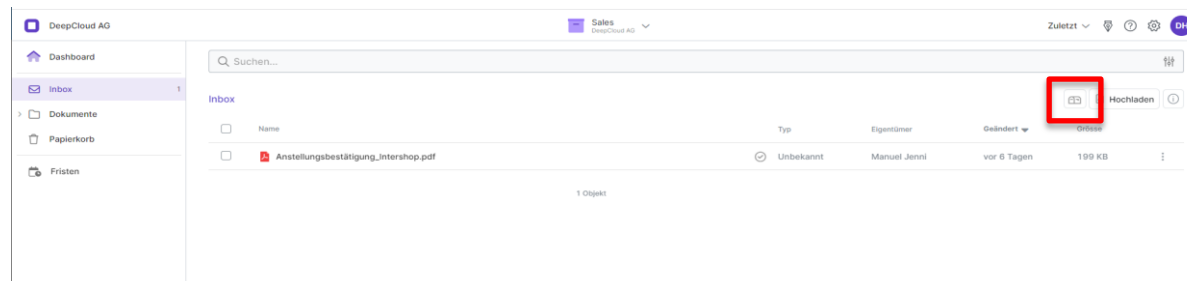 DeepCloud AG
Sales
DeepCloud AG
Zuletzt
DH
Dashboard
Suchen...
Inbox 1
Inbox
Hochladen
Dokumente
Name Typ Eigentümer Geändert Grösse
Papierkorb
Anstellungsbestätigung_Intershop.pdf Unbekannt Manuel Jenni vor 6 Tagen 199 KB
Fristen
1 Objekt